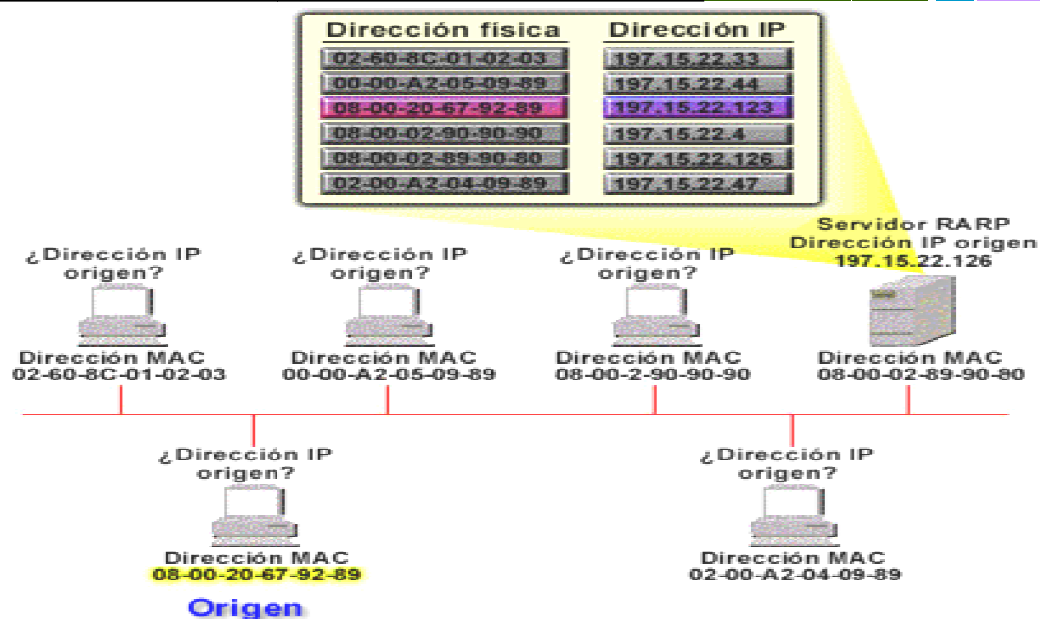 Dirección física Dirección IP
02-60-8C-01-02-03 197.15.22.33
00-00-A2-05-09-89 197.15.22.44
08-00-20-67-92-89 197.15.22.123
08-00-02-90-90-90 197.15.22.4
08-00-02-89-90-80 197.15.22.126
02-00-A2-04-09-89 197.15.22.47
Servidor RARP
Dirección IP origen
197.15.22.126
¿Dirección IP
origen?
¿Dirección IP
origen?
¿Dirección IP
origen?
Dirección MAC
02-60-8C-01-02-03
Dirección MAC
00-00-A2-05-09-89
Dirección MAC
08-00-2-90-90-90
Dirección MAC
08-00-02-89-90-80
¿Dirección IP
origen?
¿Dirección IP
origen?
Dirección MAC
08-00-20-67-92-89
Dirección MAC
02-00-A2-04-09-89
Origen